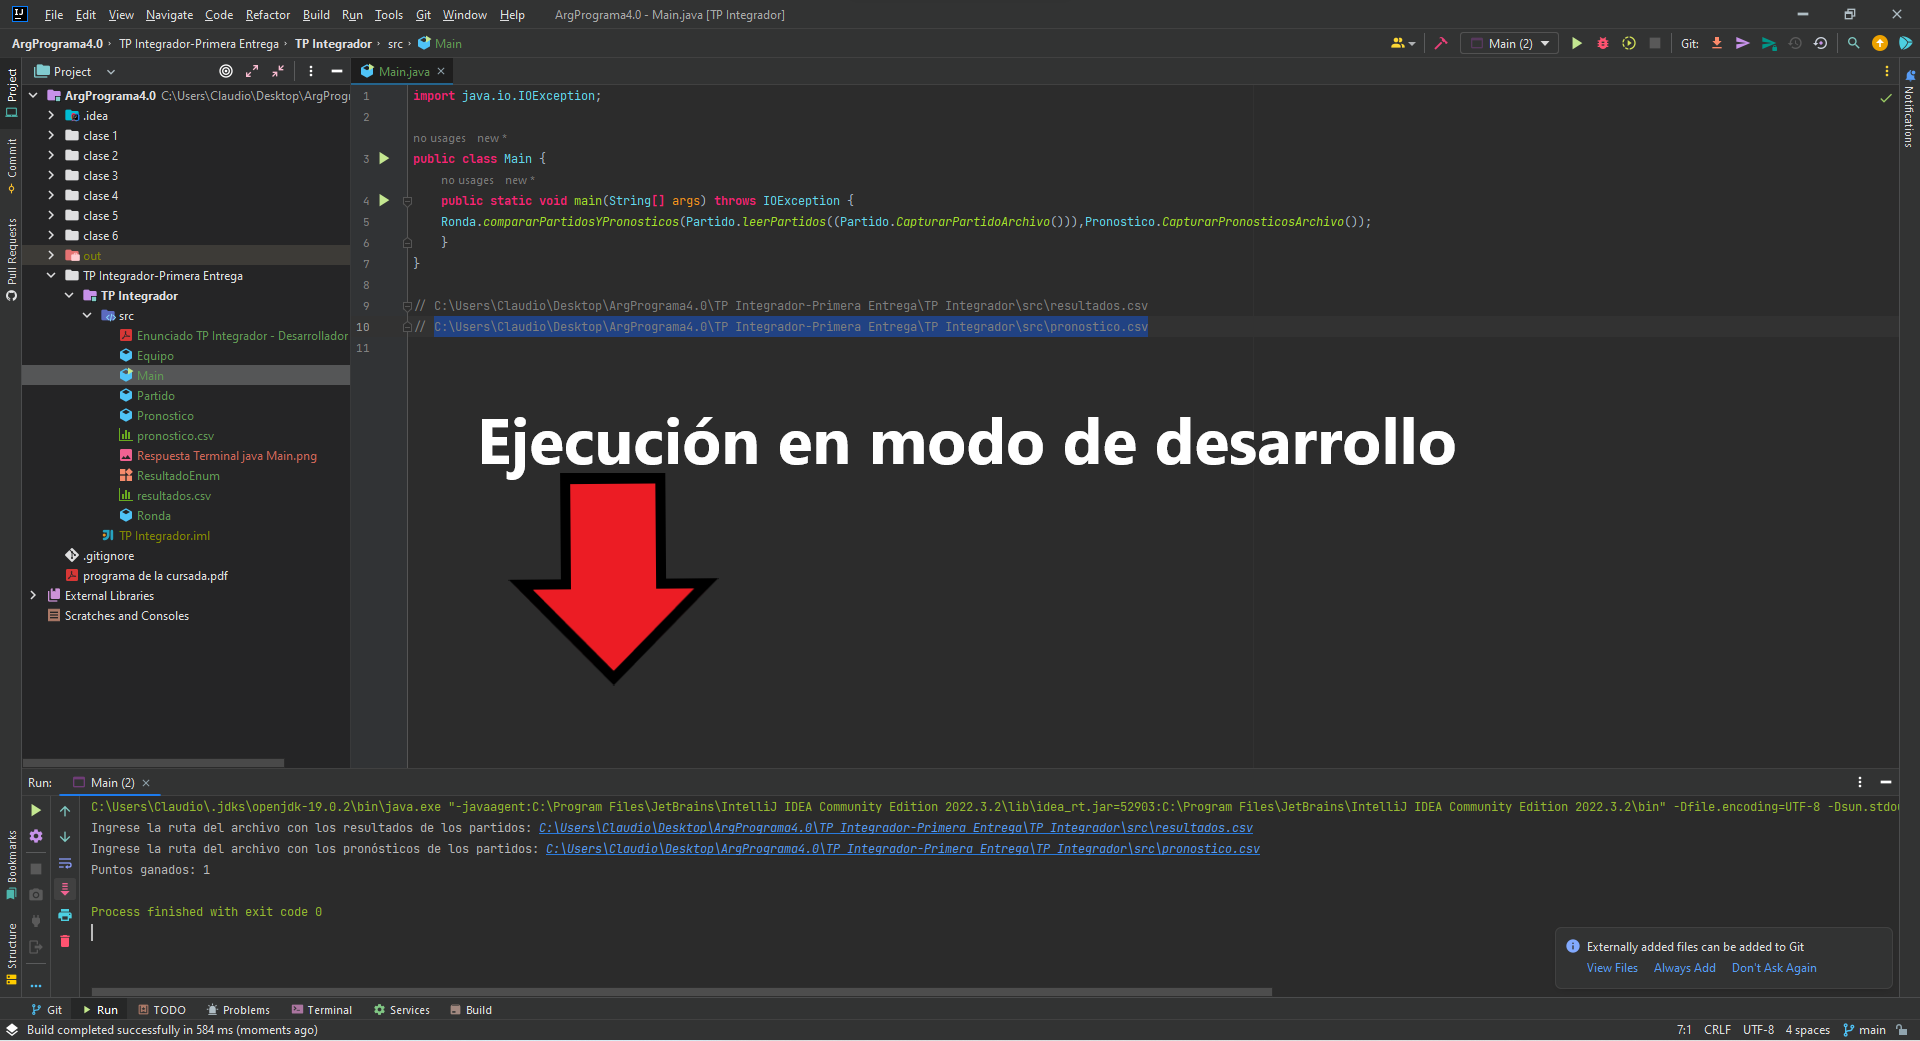 File Edit View Navigate Code Refactor Build Run Tools Git Window Help ArgPrograma4.0 - Main.java [TP Integrador]
ArgPrograma4.0 › TP Integrador-Primera Entrega › TP Integrador › src › Main
Main (2) Git:
Project
Main.java
ArgPrograma4.0 C:\Users\Claudio\Desktop\ArgProgr
.idea
clase 1
clase 2
clase 3
clase 4
clase 5
clase 6
out
TP Integrador-Primera Entrega
TP Integrador
src
Enunciado TP Integrador - Desarrollador
Equipo
Main
Partido
Pronostico
pronostico.csv
Respuesta Terminal java Main.png
ResultadoEnum
resultados.csv
Ronda
TP Integrador.iml
.gitignore
programa de la cursada.pdf
External Libraries
Scratches and Consoles
Project
Commit
Pull Requests
Bookmarks
Structure
Notifications
1 import java.io.IOException;
2
no usages new *
3 public class Main {
no usages new *
4 public static void main(String[] args) throws IOException {
5 Ronda.compararPartidosYPronosticos(Partido.leerPartidos((Partido.CapturarPartidoArchivo())),Pronostico.CapturarPronosticosArchivo());
6 }
7 }
8
9 // C:\Users\Claudio\Desktop\ArgPrograma4.0\TP Integrador-Primera Entrega\TP Integrador\src\resultados.csv
10 // C:\Users\Claudio\Desktop\ArgPrograma4.0\TP Integrador-Primera Entrega\TP Integrador\src\pronostico.csv
11
Ejecución en modo de desarrollo
Run: Main (2)
C:\Users\Claudio\.jdks\openjdk-19.0.2\bin\java.exe "-javaagent:C:\Program Files\JetBrains\IntelliJ IDEA Community Edition 2022.3.2\lib\idea_rt.jar=52903:C:\Program Files\JetBrains\IntelliJ IDEA Community Edition 2022.3.2\bin" -Dfile.encoding=UTF-8 -Dsun.stdou
Ingrese la ruta del archivo con los resultados de los partidos: C:\Users\Claudio\Desktop\ArgPrograma4.0\TP Integrador-Primera Entrega\TP Integrador\src\resultados.csv
Ingrese la ruta del archivo con los pronósticos de los partidos: C:\Users\Claudio\Desktop\ArgPrograma4.0\TP Integrador-Primera Entrega\TP Integrador\src\pronostico.csv
Puntos ganados: 1
Process finished with exit code 0
Externally added files can be added to Git
View Files Always Add Don't Ask Again
Git Run TODO Problems Terminal Services Build
Build completed successfully in 584 ms (moments ago)
7:1 CRLF UTF-8 4 spaces main